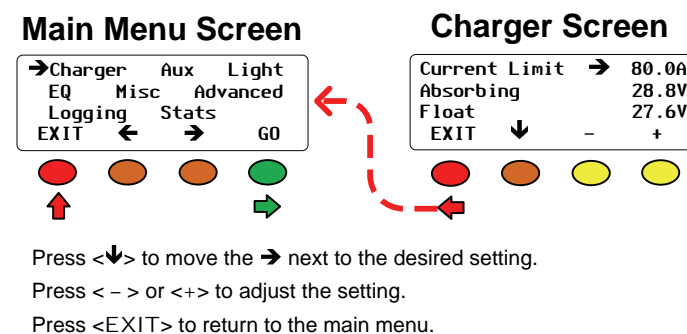 Main Menu Screen
➔Charger Aux Light
EQ Misc Advanced
Logging Stats
EXIT ← → GO
Charger Screen
Current Limit ➔ 80.0A
Absorbing 28.8V
Float 27.6V
EXIT ↓ – +
Press <↓> to move the ➔ next to the desired setting.
Press < – > or <+> to adjust the setting.
Press <EXIT> to return to the main menu.